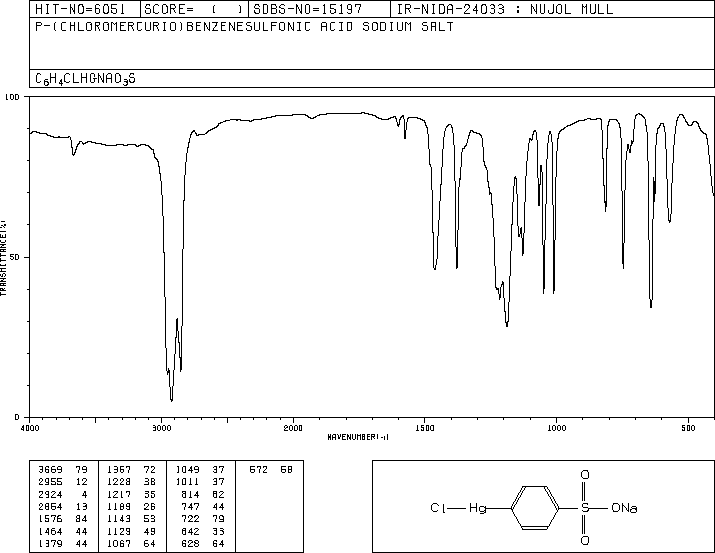 HIT-NO=6051 SCORE= ( ) SDBS-NO=15197 IR-NIDA-24033 : NUJOL MULL
P-(CHLOROMERCURIO)BENZENESULFONIC ACID SODIUM SALT
C6H4CLHGNAO3S
100
50
0
TRANSMITTANCE(%)
4000 3000 2000 1500 1000 500
WAVENUMBER(-1)
3669 79 1367 72 1049 37 572 58
2955 12 1228 38 1011 37
2924 4 1217 35 814 62
2854 13 1189 26 747 44
1576 84 1143 53 722 79
1464 44 1129 49 642 33
1379 44 1067 64 628 64
O
Cl Hg S ONa
O